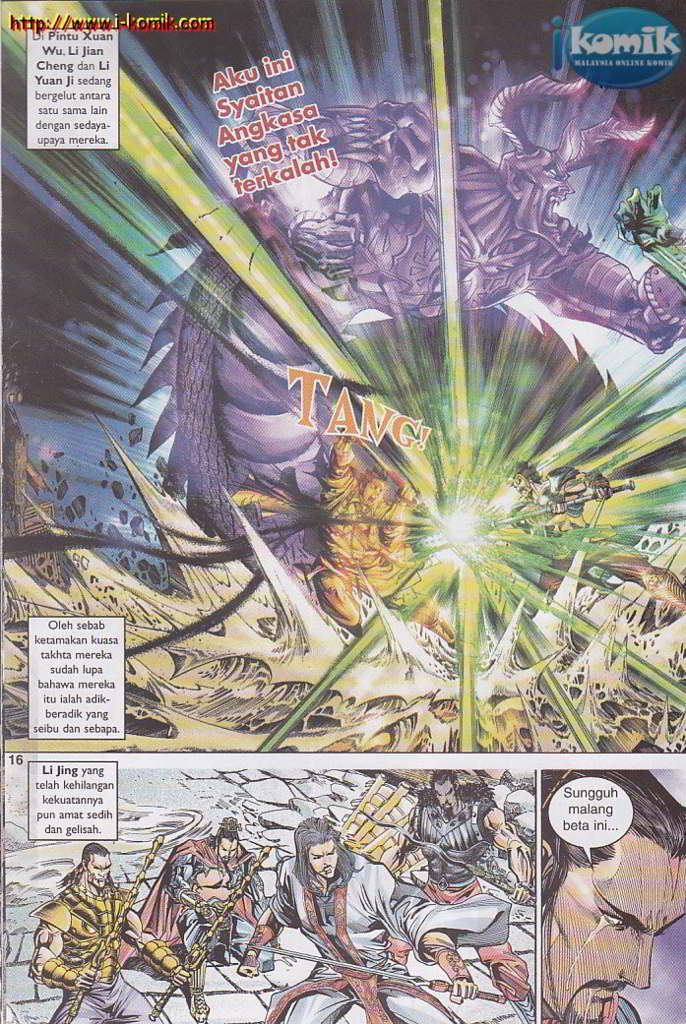 http://www.i-komik.com
ikomik
MALAYSIA ONLINE KOMIK
Di Pintu Xuan
Wu, Li Jian
Cheng dan Li
Yuan Ji sedang
bergelut antara
satu sama lain
dengan sedaya-
upaya mereka.
Aku ini
Syaitan
Angkasa
yang tak
terkalah!
TANG!
Oleh sebab
ketamakan kuasa
takhta mereka
sudah lupa
bahawa mereka
itu ialah adik-
beradik yang
seibu dan sebapa.
16
Li Jing yang
telah kehilangan
kekuatannya
pun amat sedih
dan gelisah.
Sungguh
malang
beta ini...